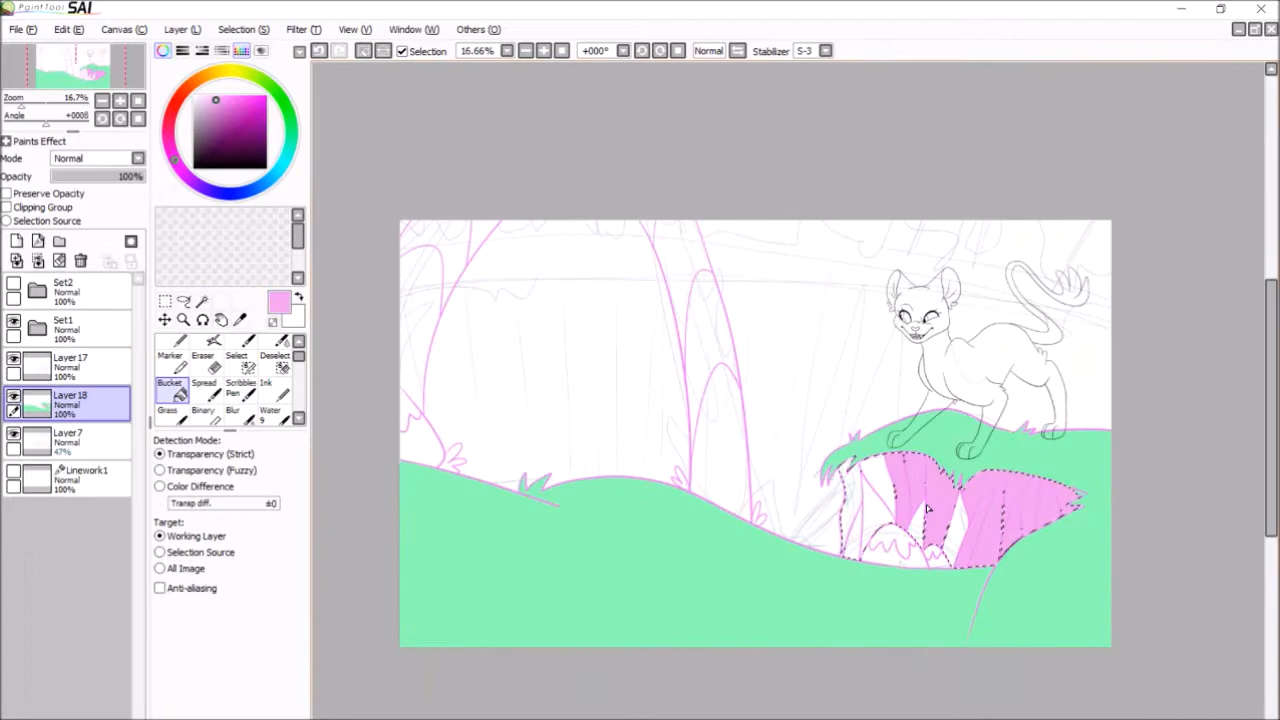 PaintTool SAI
File (F) Edit (E) Canvas (C) Layer (L) Selection (S) Filter (T) View (V) Window (W) Others (O)
Selection 16.66% +000° Normal Stabilizer S-3
Zoom 16.7%
Angle +000
Paints Effect
Mode Normal
Opacity 100%
Preserve Opacity
Clipping Group
Selection Source
Set2
Normal
100%
Set1
Normal
100%
Layer17
Normal
100%
Layer18
Normal
100%
Layer7
Normal
47%
Linework1
Normal
100%
Marker Eraser Select Deselect
Bucket Spread Scribbles Pen Ink
Grass Binary Blur Water 9
Detection Mode:
Transparency (Strict)
Transparency (Fuzzy)
Color Difference
Transp diff. ±0
Target:
Working Layer
Selection Source
All Image
Anti-aliasing